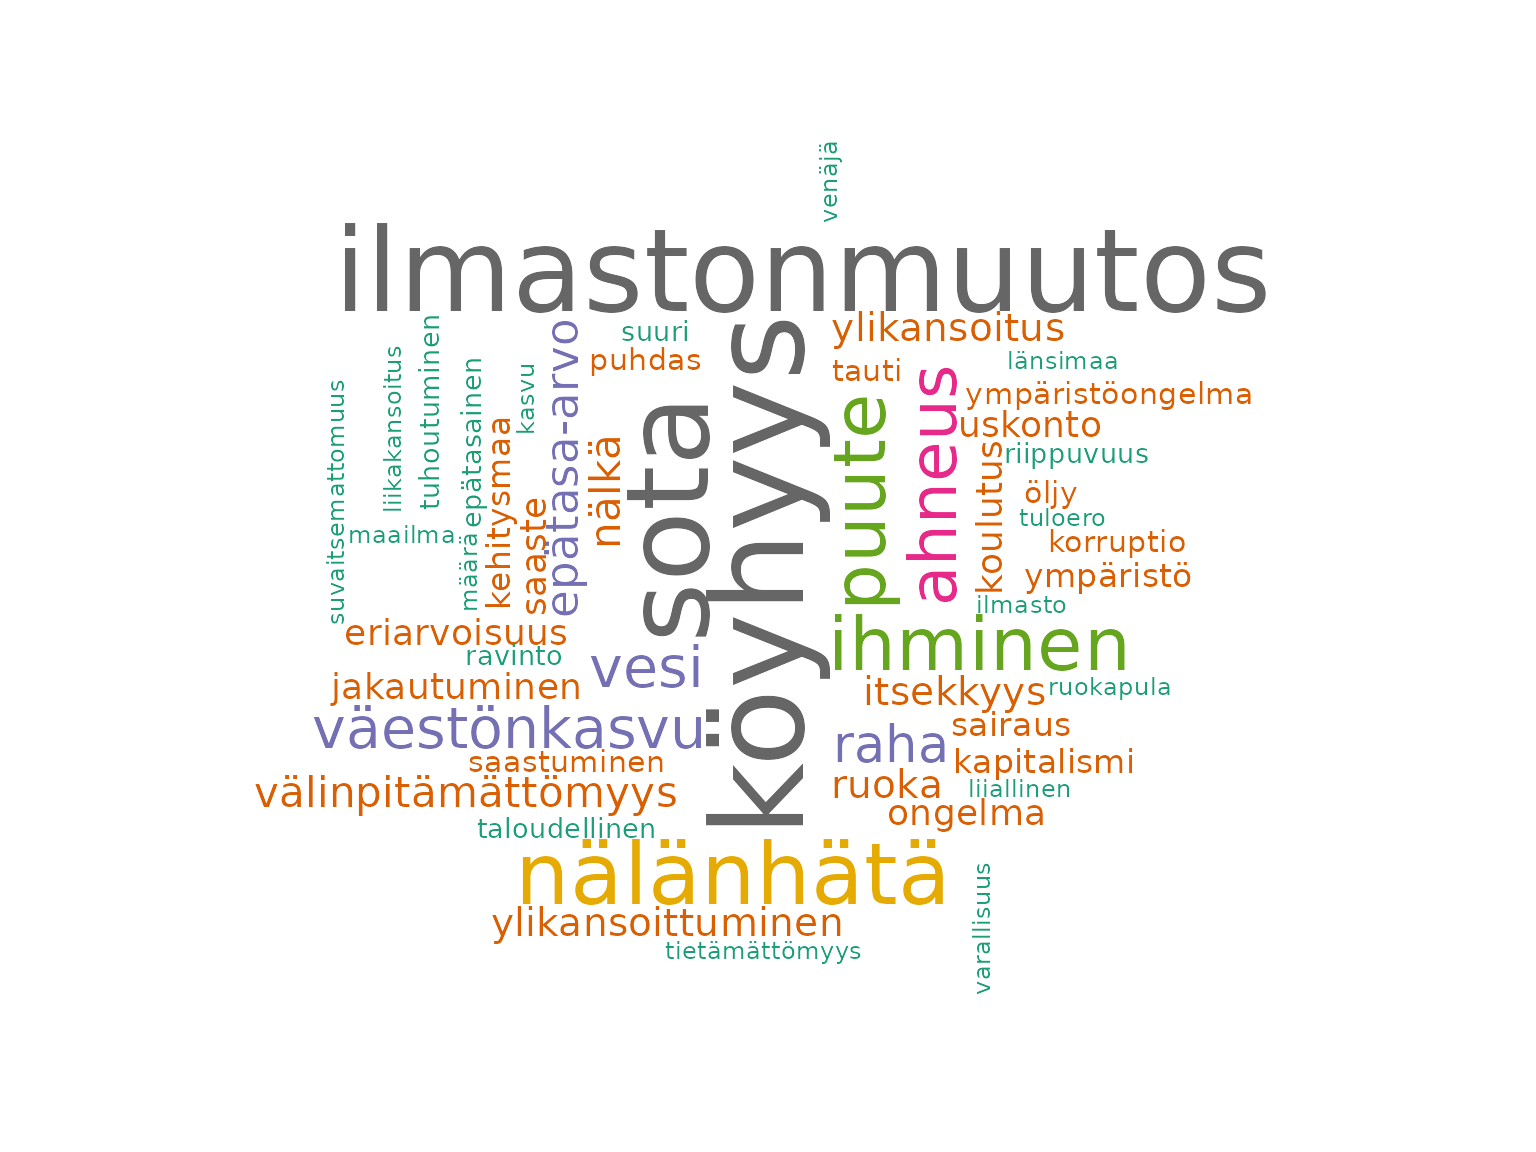 venäjä
ilmastonmuutos
köyhyys
sota
suuri
puhdas
ylikansoitus
tauti
länsimaa
ympäristöongelma
uskonto
riippuvuus
öljy
tuloero
korruptio
ympäristö
ilmasto
koulutus
ahneus
puute
nälkä
epätasa-arvo
kasvu
saaste
kehitysmaa
epätasainen
määrä
tuhoutuminen
liikakansoitus
suvaitsemattomuus
maailma
eriarvoisuus
ravinto
jakautuminen
vesi
väestönkasvu
saastuminen
välinpitämättömyys
taloudellinen
ihminen
itsekkyys
ruokapula
sairaus
raha
kapitalismi
ruoka
liiallinen
ongelma
nälänhätä
ylikansoittuminen
tietämättömyys
varallisuus